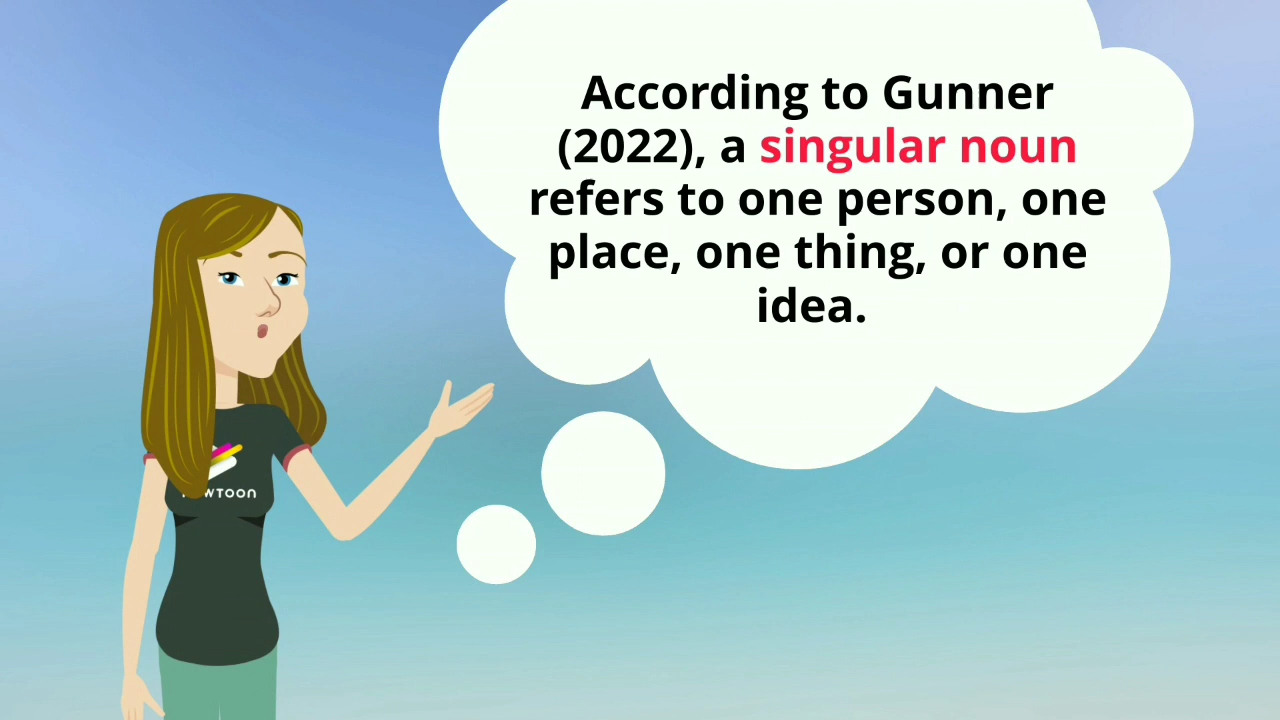 According to Gunner
(2022), a singular noun
refers to one person, one
place, one thing, or one
idea.